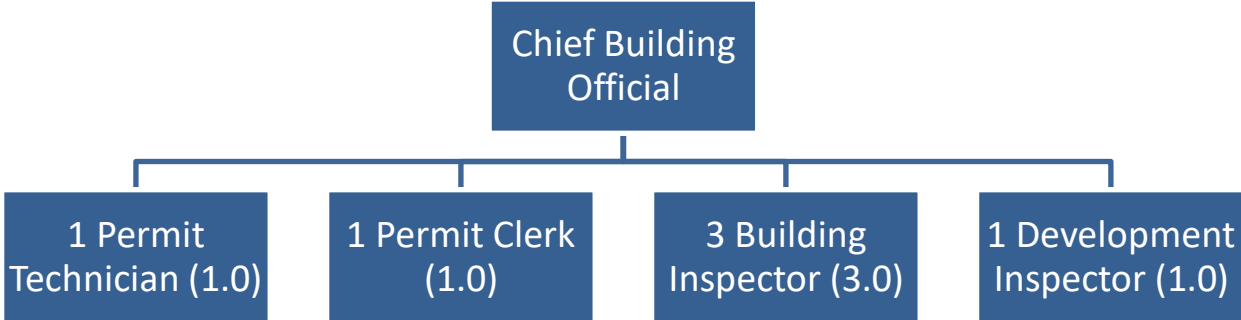 Chief Building
Official
1 Permit
Technician (1.0)
1 Permit Clerk
(1.0)
3 Building
Inspector (3.0)
1 Development
Inspector (1.0)